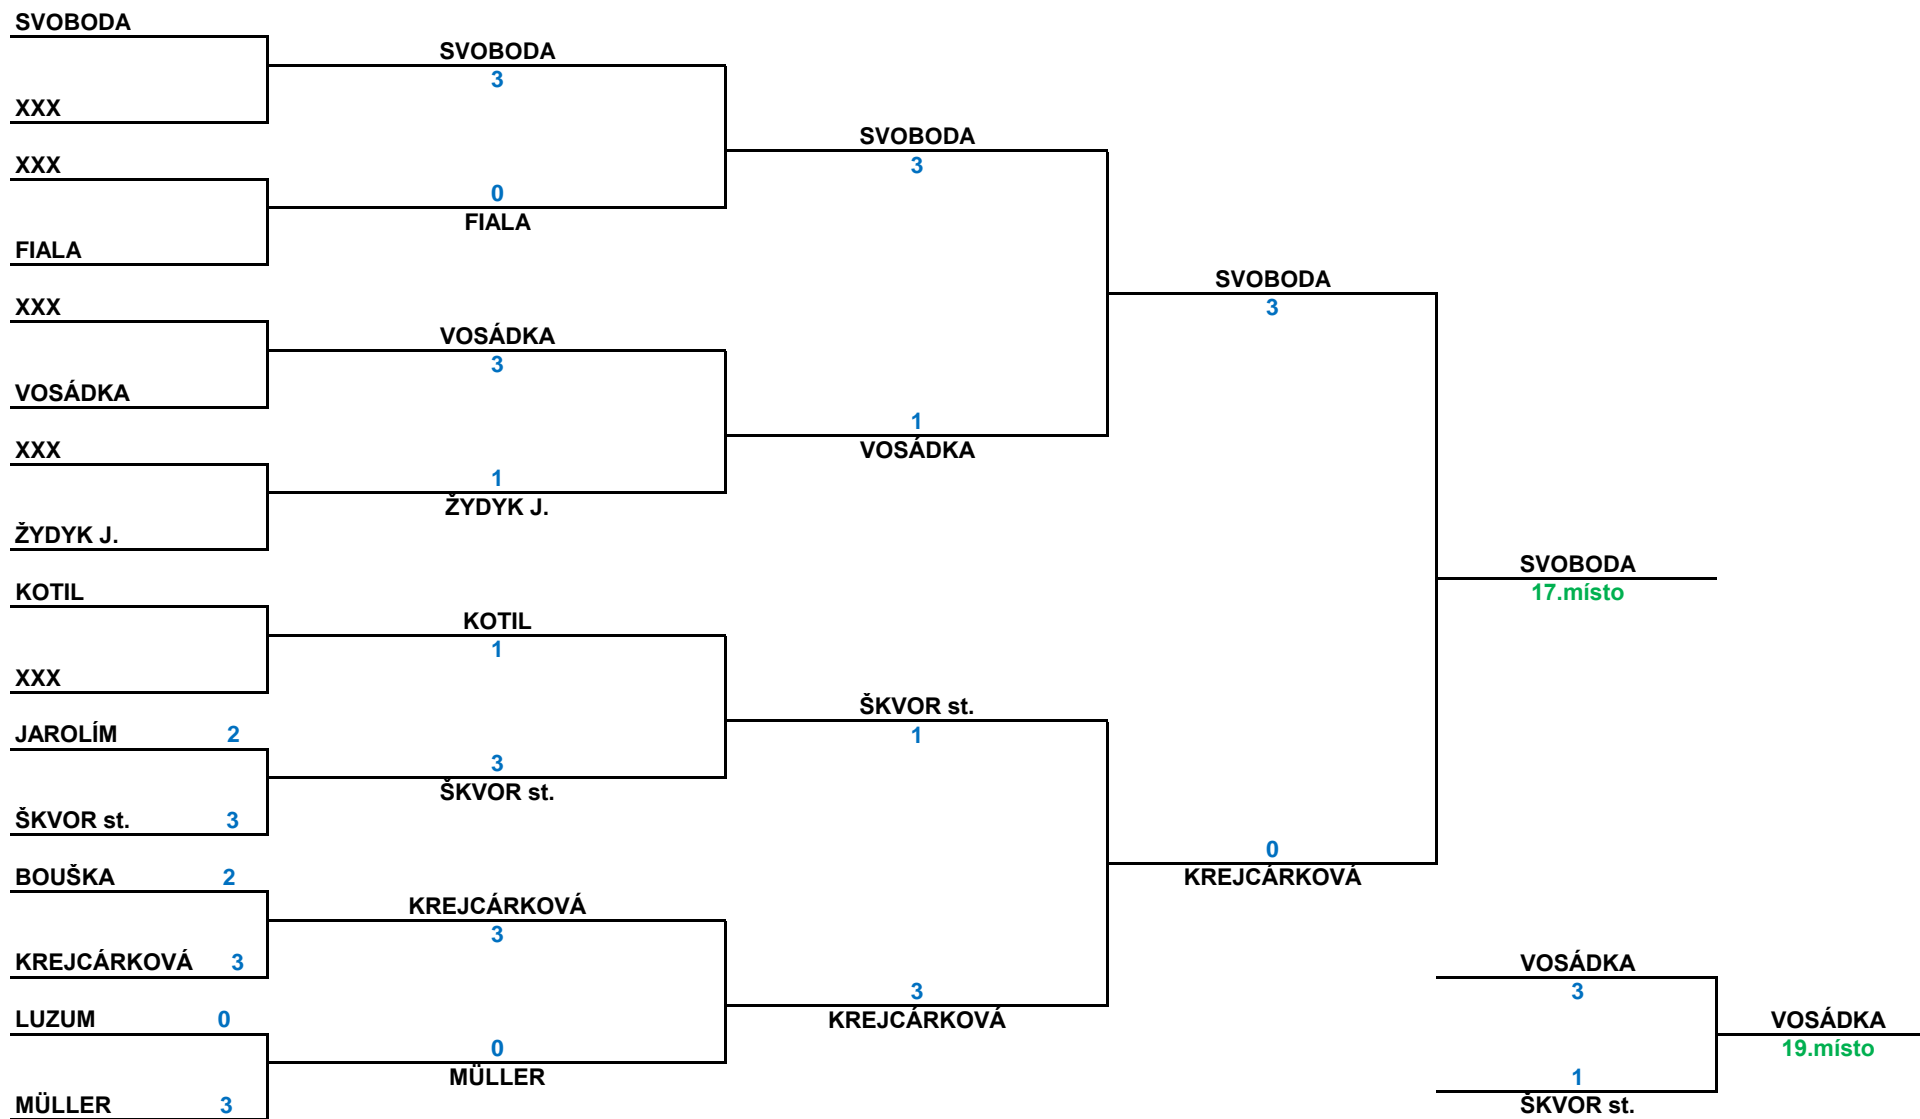 SVOBODA
XXX
XXX
FIALA
XXX
VOSÁDKA
XXX
ŽYDYK J.
KOTIL
XXX
JAROLÍM 2
ŠKVOR st. 3
BOUŠKA 2
KREJCÁRKOVÁ 3
LUZUM 0
MÜLLER 3
SVOBODA
3
0
FIALA
VOSÁDKA
3
1
ŽYDYK J.
KOTIL
1
3
ŠKVOR st.
KREJCÁRKOVÁ
3
0
MÜLLER
SVOBODA
3
1
VOSÁDKA
ŠKVOR st.
1
3
KREJCÁRKOVÁ
SVOBODA
3
0
KREJCÁRKOVÁ
SVOBODA
17.místo
VOSÁDKA
3
1
ŠKVOR st.
VOSÁDKA
19.místo